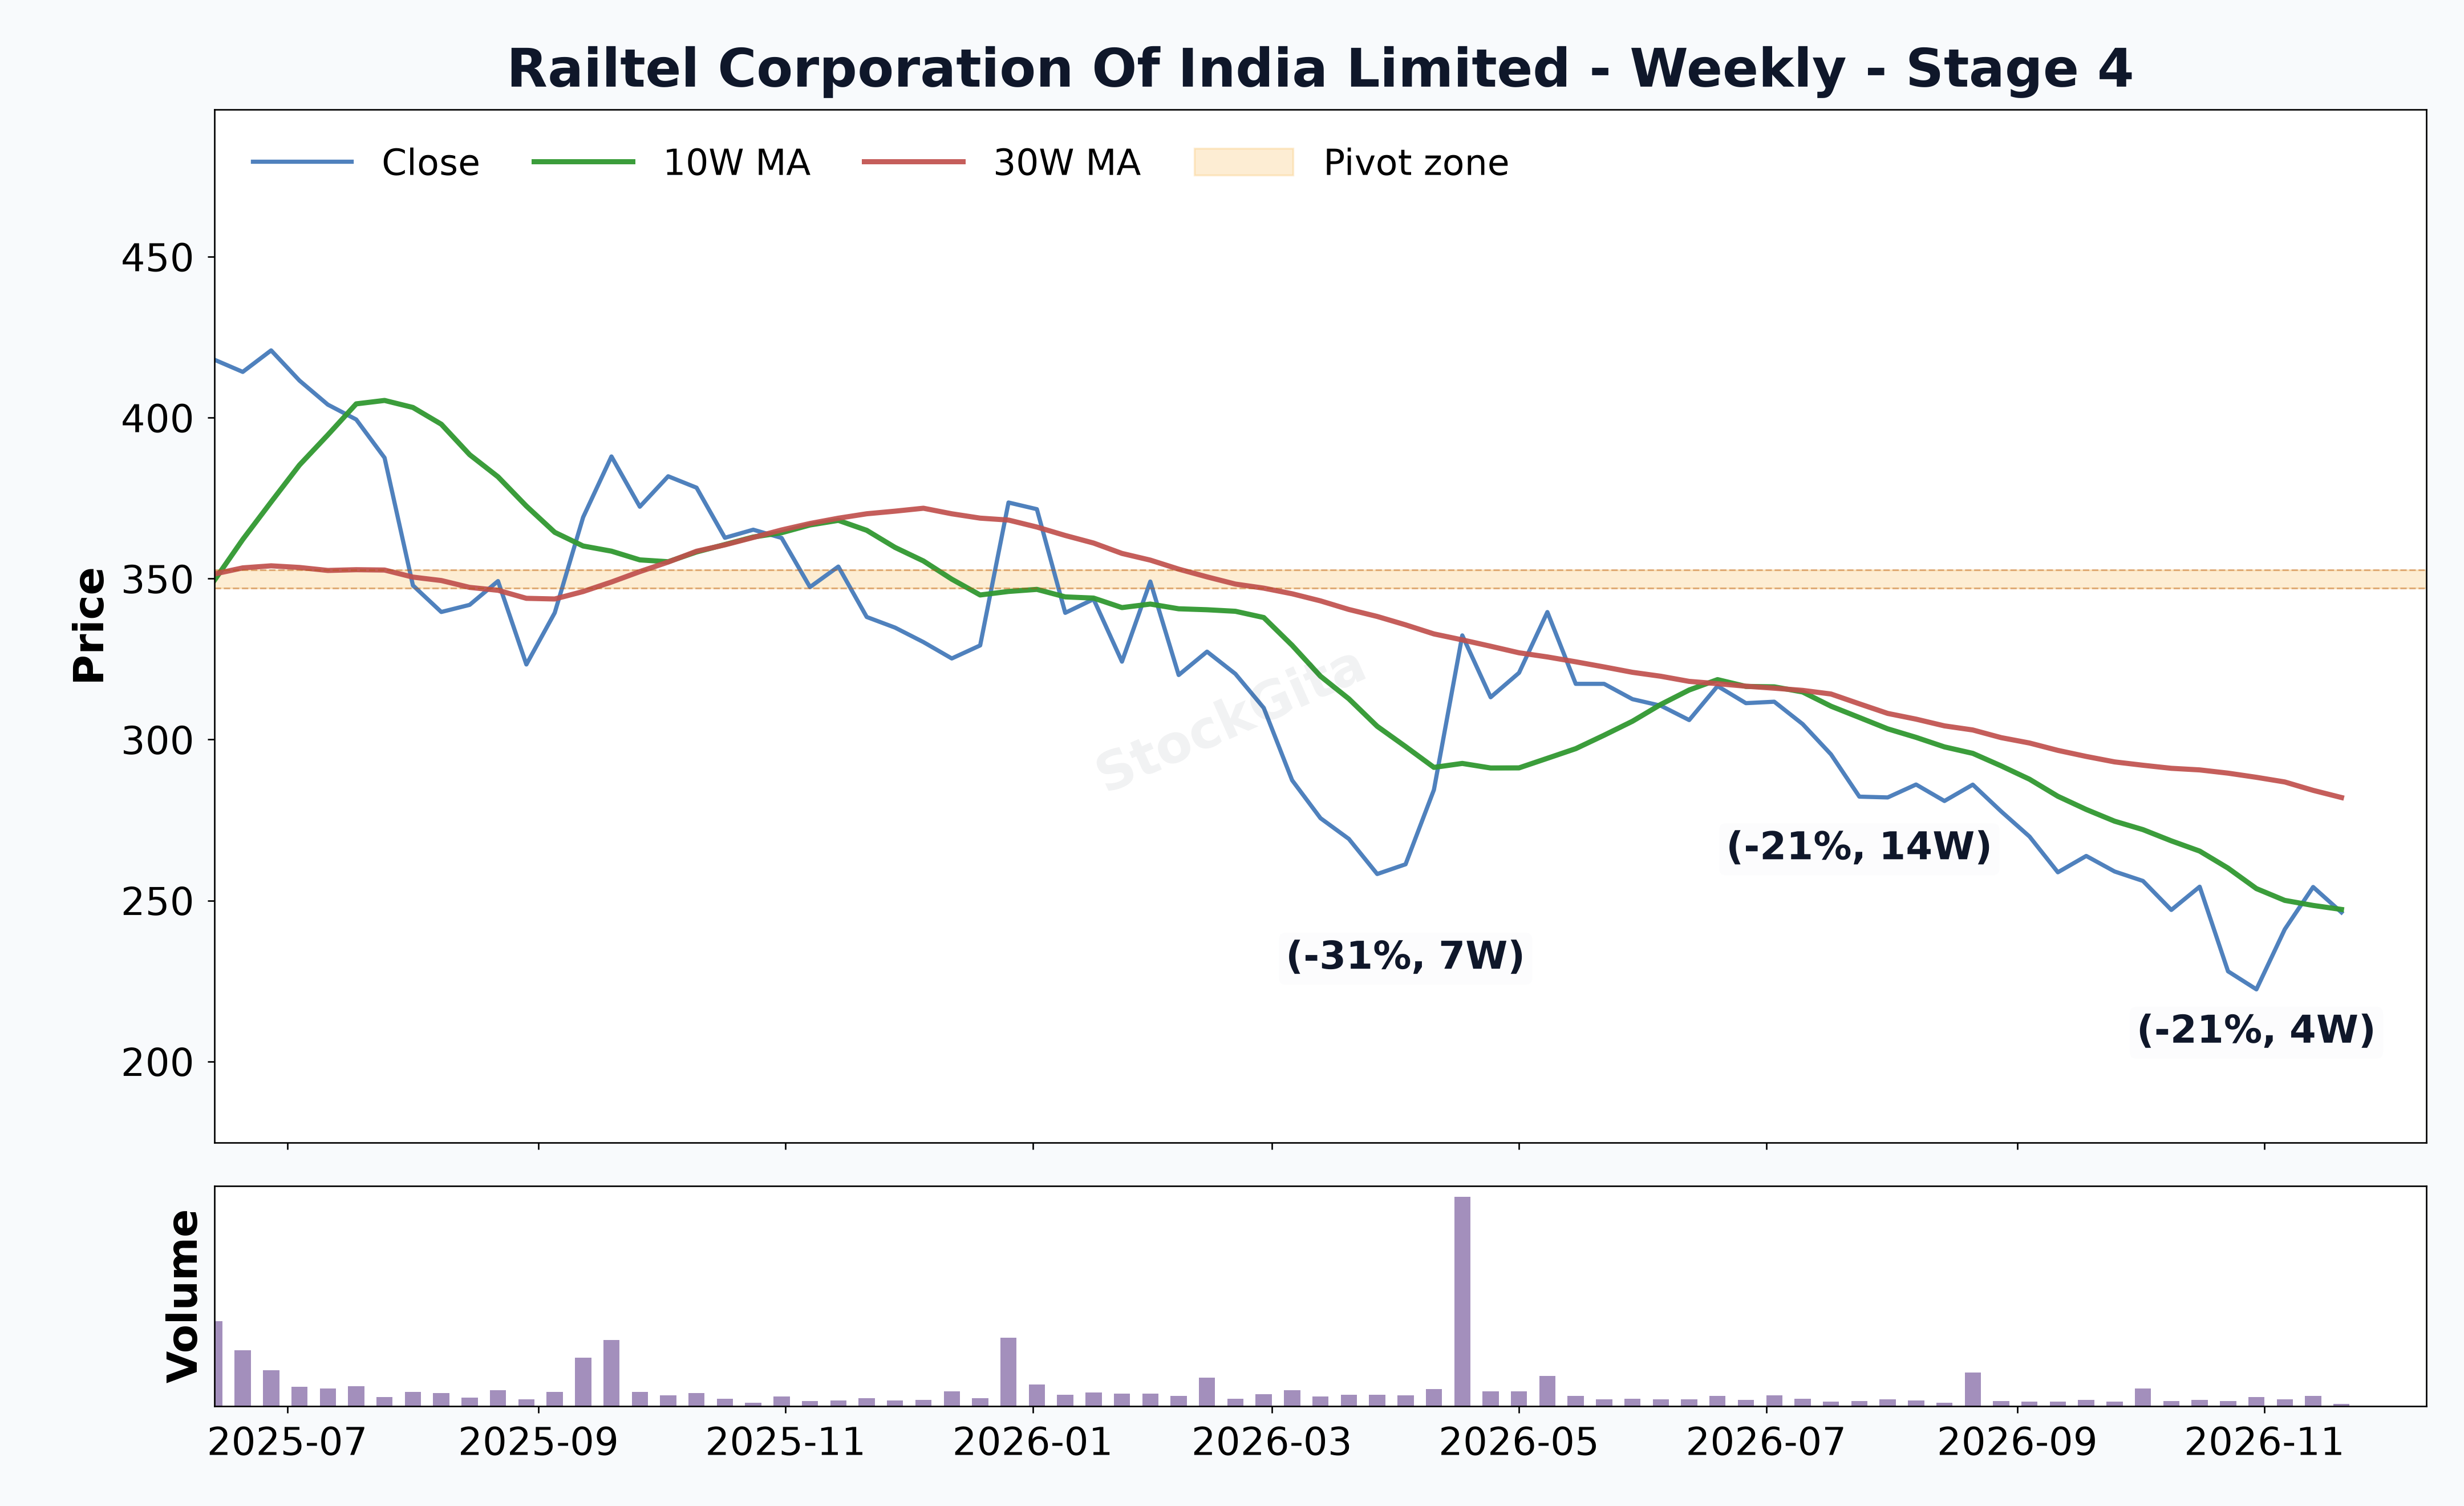 Railtel Corporation Of India Limited - Weekly - Stage 4
Close 10W MA 30W MA Pivot zone
450
400
350
300
250
200
Price
StockGita
(-21%, 14W)
(-31%, 7W)
(-21%, 4W)
Volume
2025-07 2025-09 2025-11 2026-01 2026-03 2026-05 2026-07 2026-09 2026-11